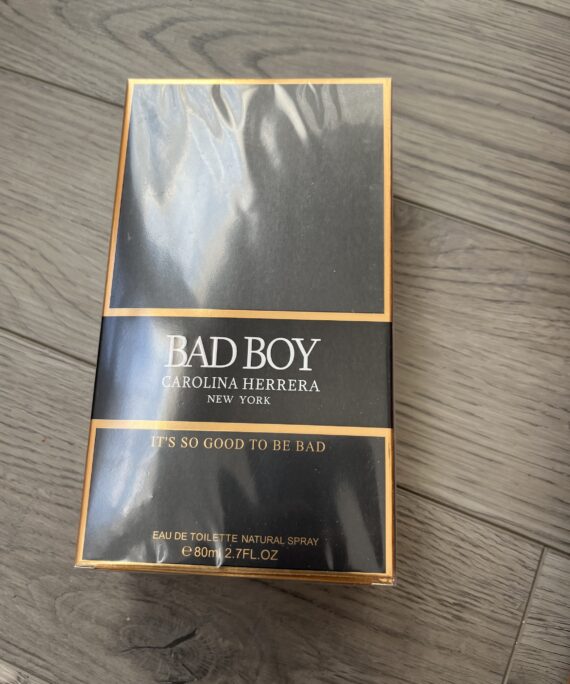 BAD BOY
CAROLINA HERRERA
NEW YORK
IT'S SO GOOD TO BE BAD
EAU DE TOILETTE NATURAL SPRAY
℮80ml 2.7FL.OZ